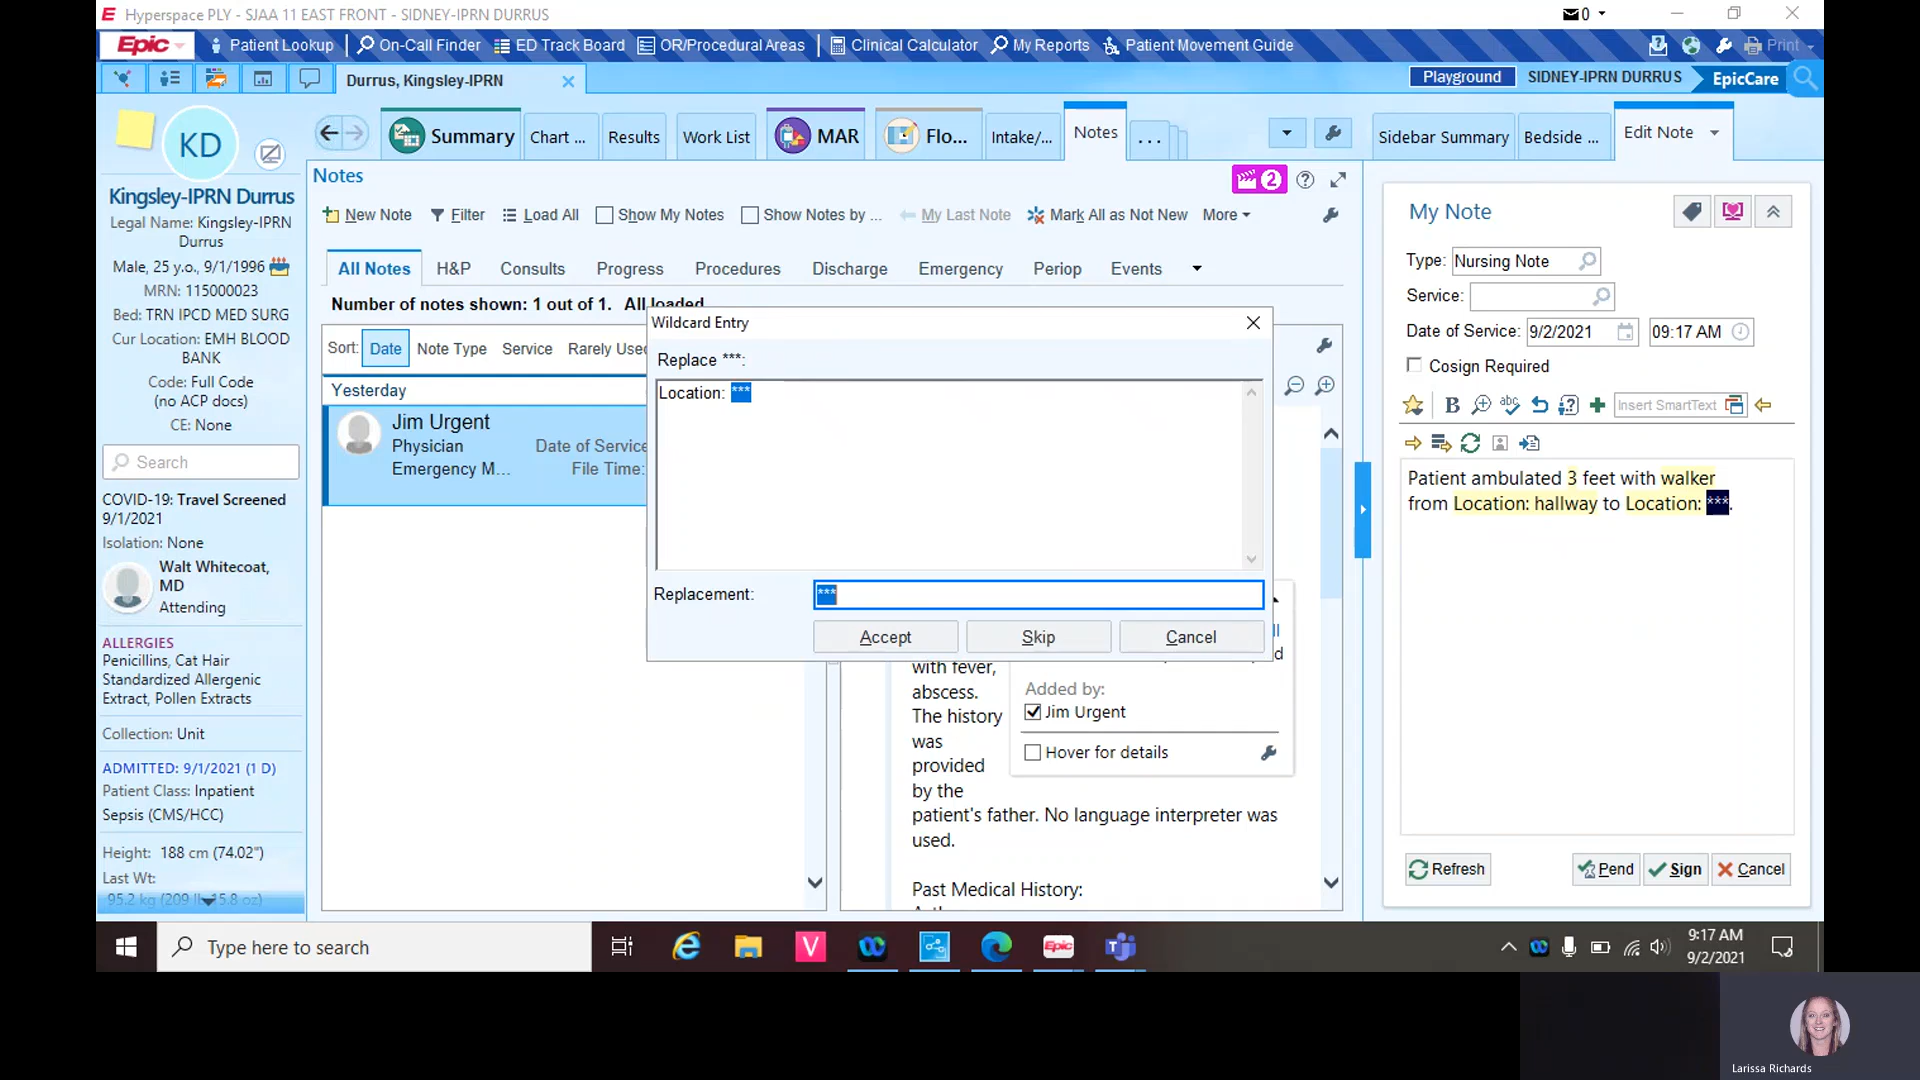 Hyperspace PLY - SJAA 11 EAST FRONT - SIDNEY-IPRN DURRUS
0
Epic
Patient Lookup
On-Call Finder
ED Track Board
OR/Procedural Areas
Clinical Calculator
My Reports
Patient Movement Guide
Print
Durrus, Kingsley-IPRN
Playground
SIDNEY-IPRN DURRUS
EpicCare
KD
Kingsley-IPRN Durrus
Legal Name: Kingsley-IPRN
Durrus
Male, 25 y.o., 9/1/1996
MRN: 115000023
Bed: TRN IPCD MED SURG
Cur Location: EMH BLOOD
BANK
Code: Full Code
(no ACP docs)
CE: None
Search
COVID-19: Travel Screened
9/1/2021
Isolation: None
Walt Whitecoat,
MD
Attending
ALLERGIES
Penicillins, Cat Hair
Standardized Allergenic
Extract, Pollen Extracts
Collection: Unit
ADMITTED: 9/1/2021 (1 D)
Patient Class: Inpatient
Sepsis (CMS/HCC)
Height: 188 cm (74.02")
Last Wt:
95.2 kg (209 lb 15.8 oz)
Summary
Chart ...
Results
Work List
MAR
Flo...
Intake/...
Notes
...
Sidebar Summary
Bedside ...
Edit Note
Notes
2
New Note
Filter
Load All
Show My Notes
Show Notes by ...
My Last Note
Mark All as Not New
More
All Notes
H&P
Consults
Progress
Procedures
Discharge
Emergency
Periop
Events
Number of notes shown: 1 out of 1. All loaded
Sort: Date Note Type Service Rarely Used
Yesterday
Jim Urgent
Physician
Date of Service
Emergency M...
File Time:
Wildcard Entry
Replace ***:
Location: ***
Replacement: ***
Accept
Skip
Cancel
with fever,
abscess.
The history
was
provided
by the
patient's father. No language interpreter was
used.
Past Medical History:
Added by:
Jim Urgent
Hover for details
My Note
Type: Nursing Note
Service:
Date of Service: 9/2/2021 09:17 AM
Cosign Required
B
abc
Insert SmartText
Patient ambulated 3 feet with walker
from Location: hallway to Location: ***.
Refresh
Pend
Sign
Cancel
Type here to search
V
Epic
9:17 AM
9/2/2021
Larissa Richards